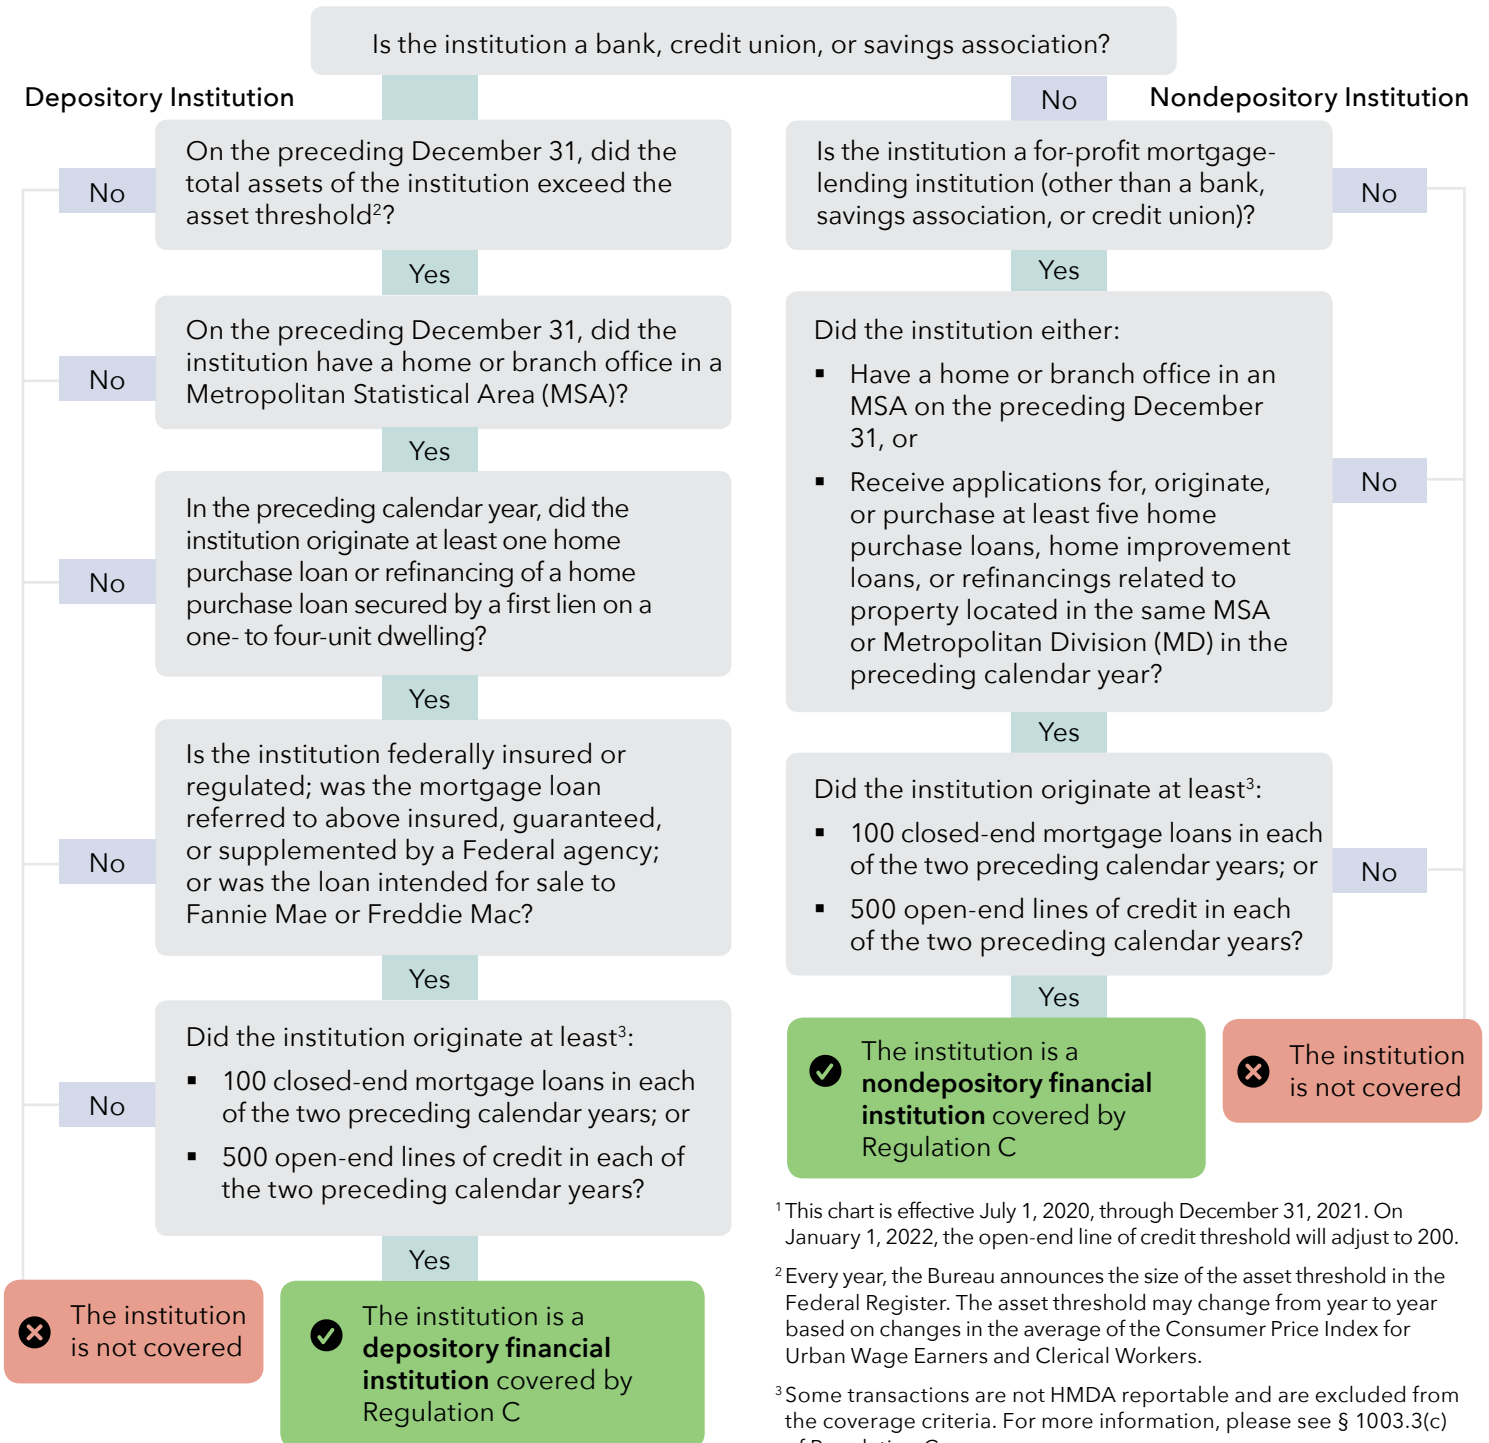 Is the institution a bank, credit union, or savings association?
Depository Institution
No
On the preceding December 31, did the
total assets of the institution exceed the
asset threshold²?
Yes
No
On the preceding December 31, did the
institution have a home or branch office in a
Metropolitan Statistical Area (MSA)?
Yes
No
In the preceding calendar year, did the
institution originate at least one home
purchase loan or refinancing of a home
purchase loan secured by a first lien on a
one- to four-unit dwelling?
Yes
No
Is the institution federally insured or
regulated; was the mortgage loan
referred to above insured, guaranteed,
or supplemented by a Federal agency;
or was the loan intended for sale to
Fannie Mae or Freddie Mac?
Yes
No
Did the institution originate at least³:
▪ 100 closed-end mortgage loans in each
of the two preceding calendar years; or
▪ 500 open-end lines of credit in each of
the two preceding calendar years?
Yes
The institution
is not covered
The institution is a
depository financial
institution covered by
Regulation C
No
Nondepository Institution
Is the institution a for-profit mortgage-
lending institution (other than a bank,
savings association, or credit union)?
No
Yes
Did the institution either:
▪ Have a home or branch office in an
MSA on the preceding December
31, or
▪ Receive applications for, originate,
or purchase at least five home
purchase loans, home improvement
loans, or refinancings related to
property located in the same MSA
or Metropolitan Division (MD) in the
preceding calendar year?
No
Yes
Did the institution originate at least³:
▪ 100 closed-end mortgage loans in each
of the two preceding calendar years; or
▪ 500 open-end lines of credit in each
of the two preceding calendar years?
No
Yes
The institution is a
nondepository financial
institution covered by
Regulation C
The institution
is not covered
¹ This chart is effective July 1, 2020, through December 31, 2021. On
January 1, 2022, the open-end line of credit threshold will adjust to 200.
² Every year, the Bureau announces the size of the asset threshold in the
Federal Register. The asset threshold may change from year to year
based on changes in the average of the Consumer Price Index for
Urban Wage Earners and Clerical Workers.
³ Some transactions are not HMDA reportable and are excluded from
the coverage criteria. For more information, please see § 1003.3(c)